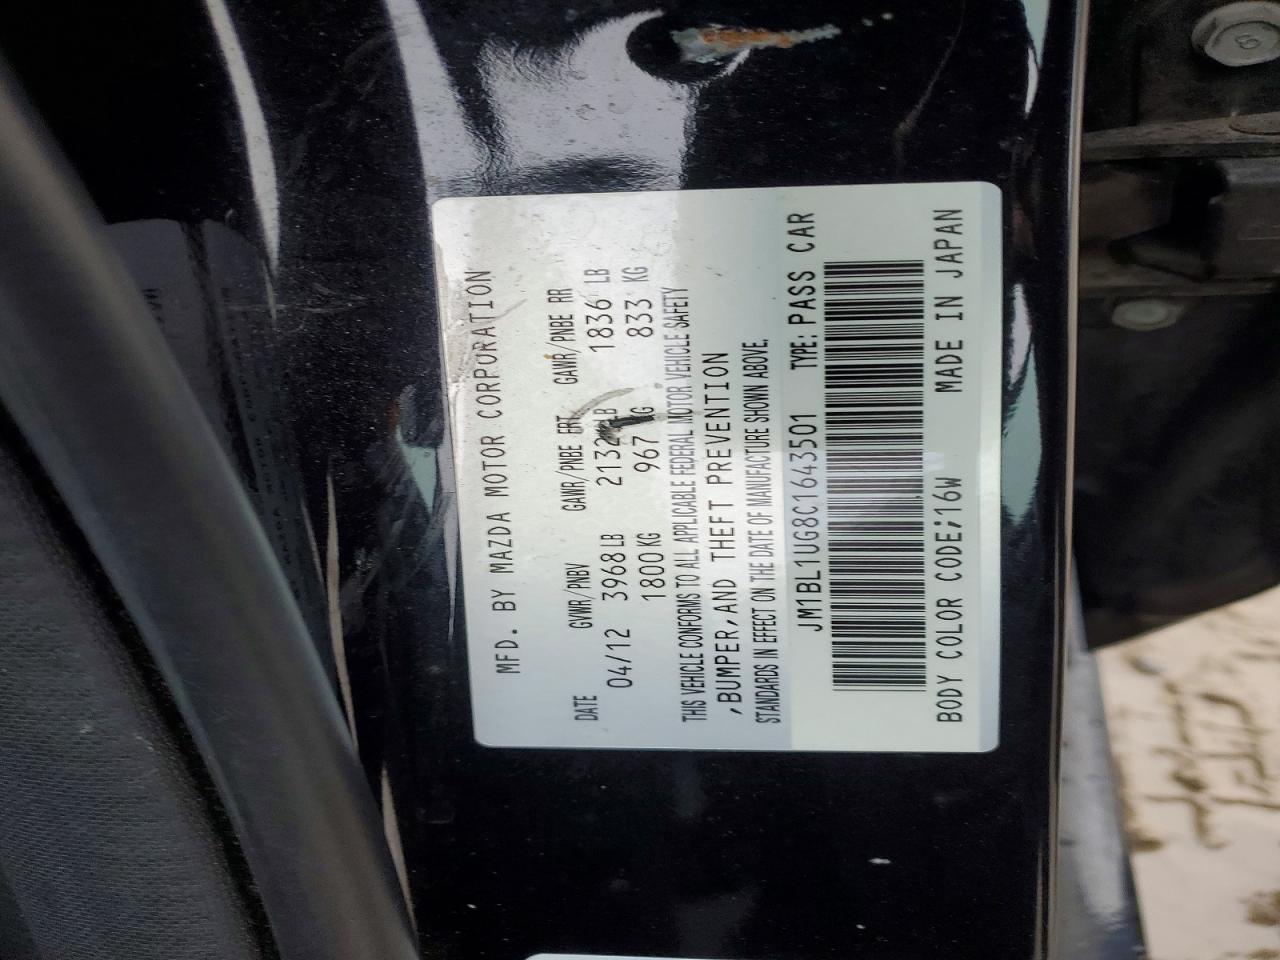 MFD. BY MAZDA MOTOR CORPORATION
DATE GVWR/PNBV GAWR/PNBE FRT GAWR/PNBE RR
04/12 3968 LB 2132 LB 1836 LB
1800 KG 967 KG 833 KG
THIS VEHICLE CONFORMS TO ALL APPLICABLE FEDERAL MOTOR VEHICLE SAFETY
,BUMPER,AND THEFT PREVENTION
STANDARDS IN EFFECT ON THE DATE OF MANUFACTURE SHOWN ABOVE.
JM1BL1UG8C1643501 TYPE: PASS CAR
BODY COLOR CODE;16W MADE IN JAPAN